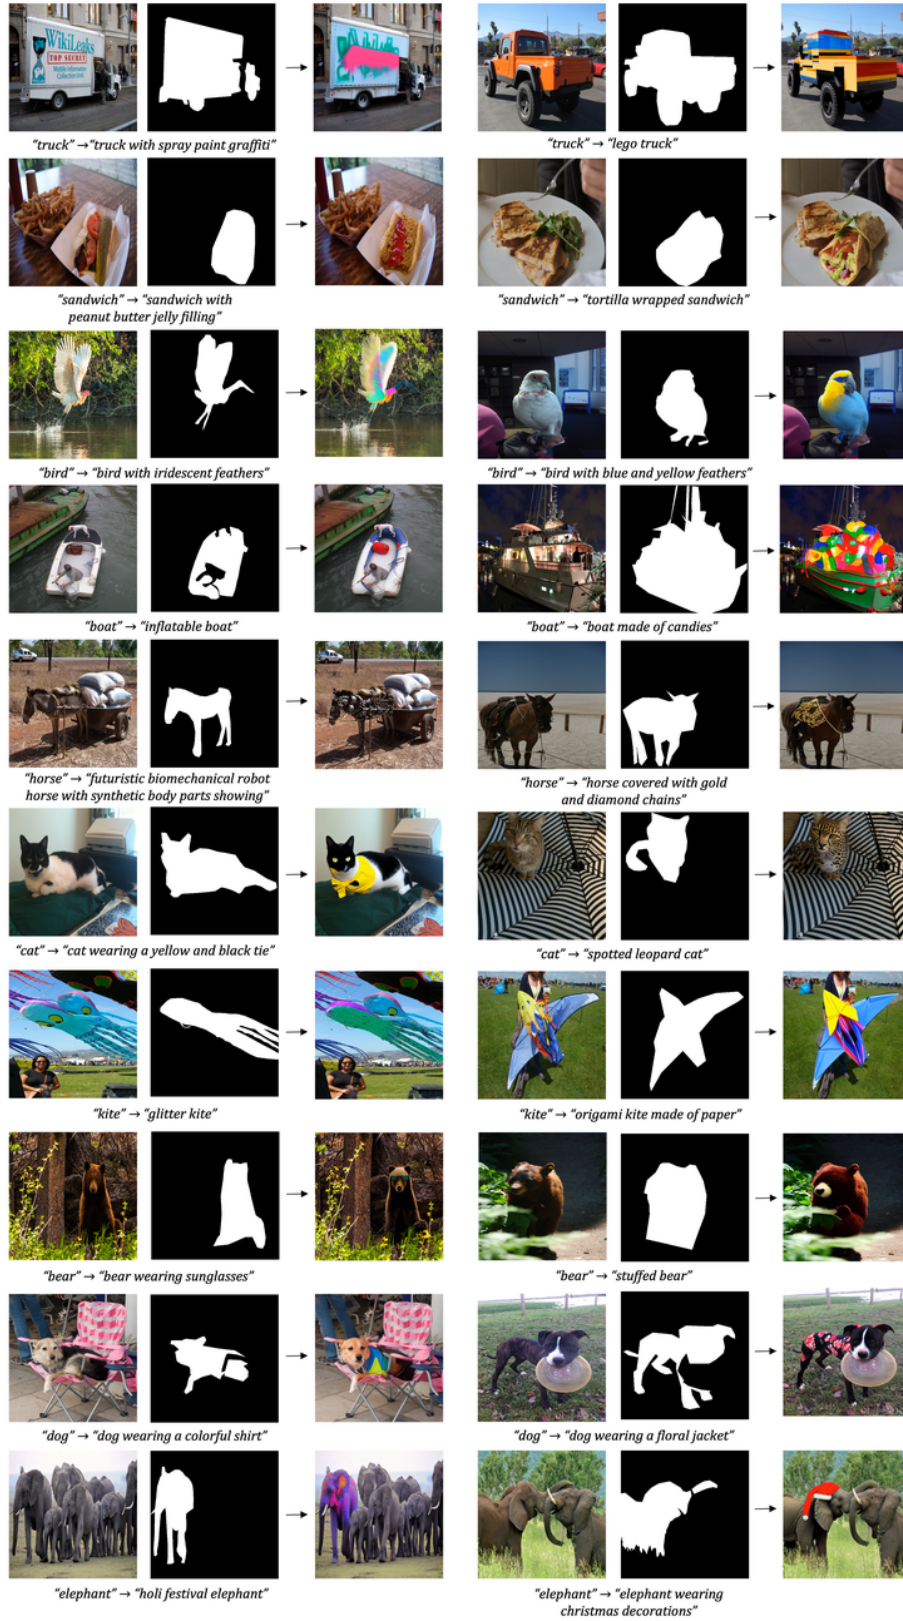 WikiLeaks
TOP SECRET
Mobile Information
Collection Unit
"truck" → "truck with spray paint graffiti"
"truck" → "lego truck"
"sandwich" → "sandwich with
peanut butter jelly filling"
"sandwich" → "tortilla wrapped sandwich"
"bird" → "bird with iridescent feathers"
"bird" → "bird with blue and yellow feathers"
"boat" → "inflatable boat"
"boat" → "boat made of candies"
"horse" → "futuristic biomechanical robot
horse with synthetic body parts showing"
"horse" → "horse covered with gold
and diamond chains"
"cat" → "cat wearing a yellow and black tie"
"cat" → "spotted leopard cat"
"kite" → "glitter kite"
"kite" → "origami kite made of paper"
"bear" → "bear wearing sunglasses"
"bear" → "stuffed bear"
"dog" → "dog wearing a colorful shirt"
"dog" → "dog wearing a floral jacket"
"elephant" → "holi festival elephant"
"elephant" → "elephant wearing
christmas decorations"